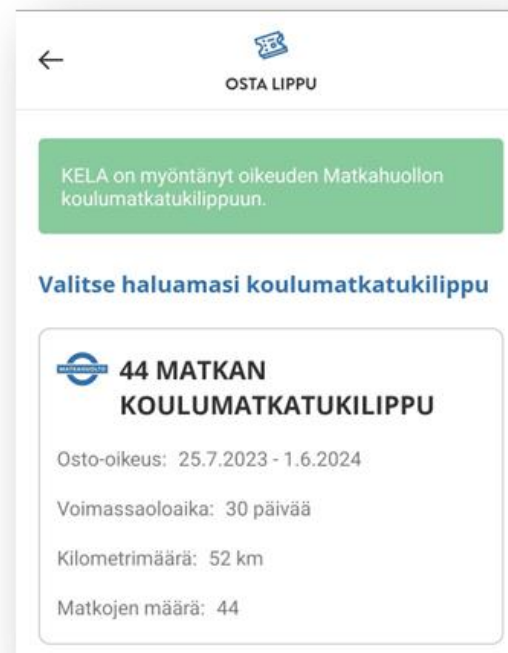 OSTA LIPPU
KELA on myöntänyt oikeuden Matkahuollon
koulumatkatukilippuun.
Valitse haluamasi koulumatkatukilippu
MATKAHUOLTO
44 MATKAN
KOULUMATKATUKILIPPU
Osto-oikeus: 25.7.2023 - 1.6.2024
Voimassaoloaika: 30 päivää
Kilometrimäärä: 52 km
Matkojen määrä: 44